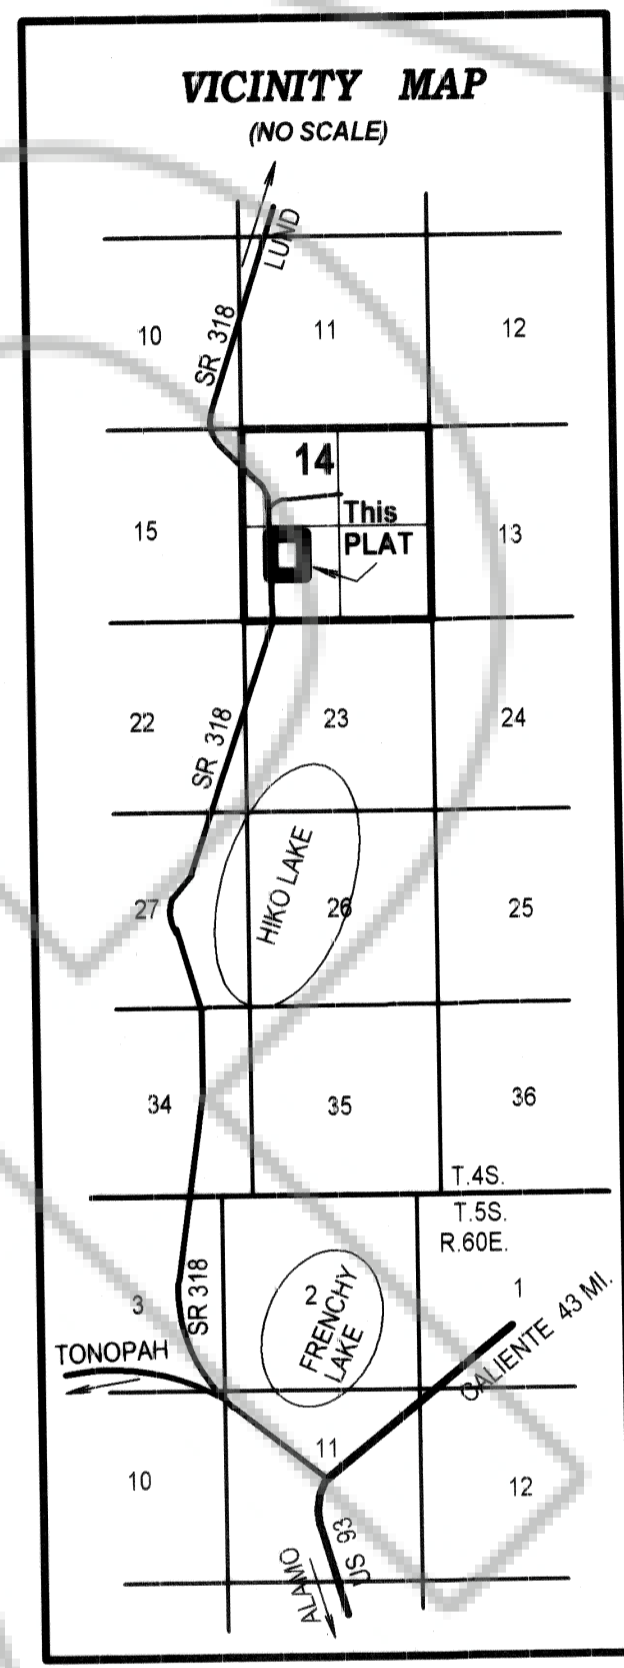 VICINITY MAP
(NO SCALE)
LUND
10
SR 318
11
12
14
15
This
PLAT
13
22
SR 318
23
24
27
HIKO LAKE
26
25
34
35
36
T.4S.
T.5S.
R.60E.
3
SR 318
2
FRENCHY
LAKE
1
TONOPAH
CALIENTE 43 MI.
10
11
12
ALAMO
US 93